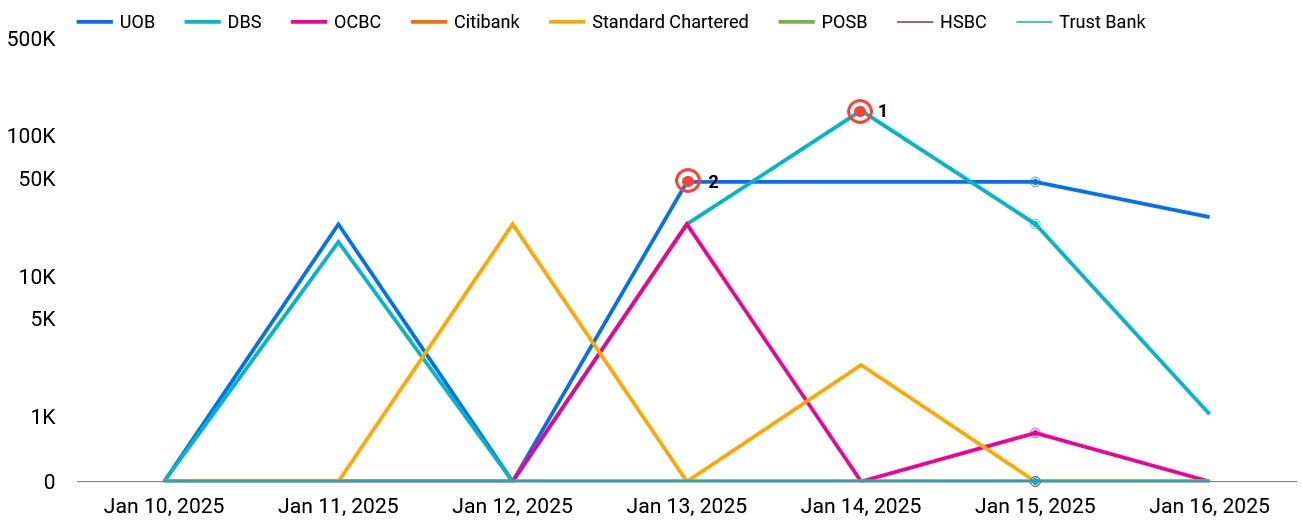 UOB DBS OCBC Citibank Standard Chartered POSB HSBC Trust Bank
500K
1
100K
50K
2
10K
5K
1K
0
Jan 10, 2025 Jan 11, 2025 Jan 12, 2025 Jan 13, 2025 Jan 14, 2025 Jan 15, 2025 Jan 16, 2025